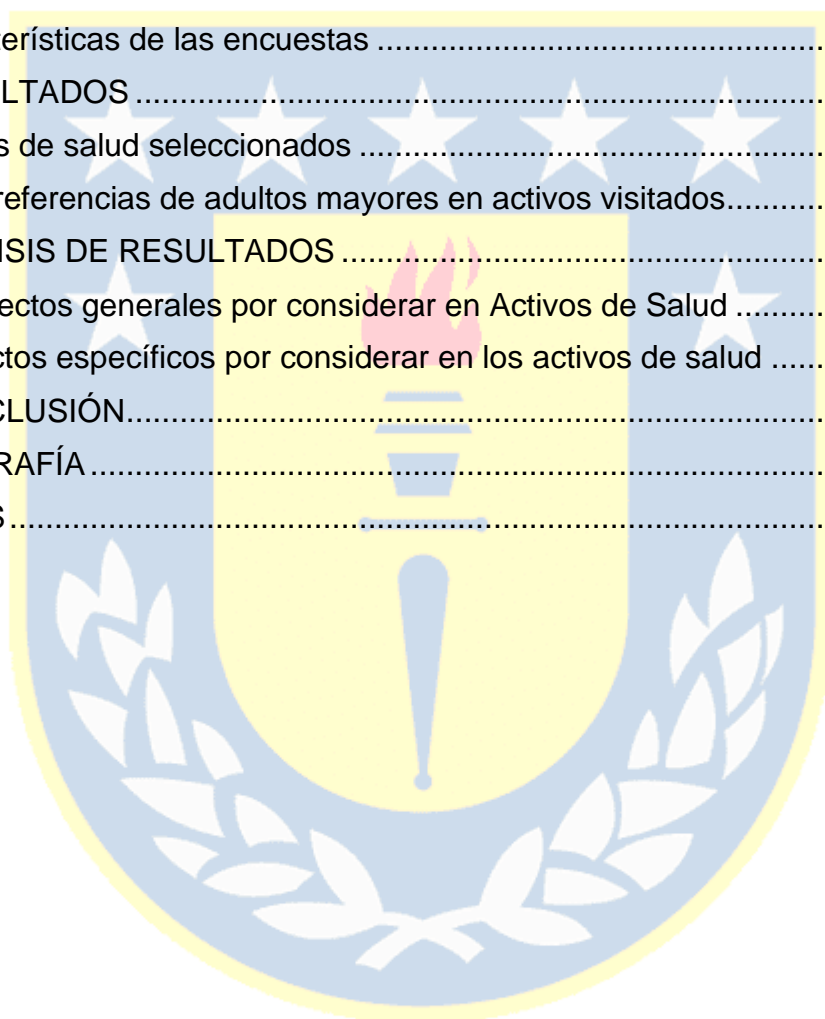 terísticas de las encuestas ......................................................
LTADOS ....................................................................................
s de salud seleccionados .........................................................
referencias de adultos mayores en activos visitados............
ISIS DE RESULTADOS ...........................................................
ectos generales por considerar en Activos de Salud ...........
ctos específicos por considerar en los activos de salud ......
CLUSIÓN.....................................................................................
RAFÍA ..........................................................................................
S ...................................................................................................